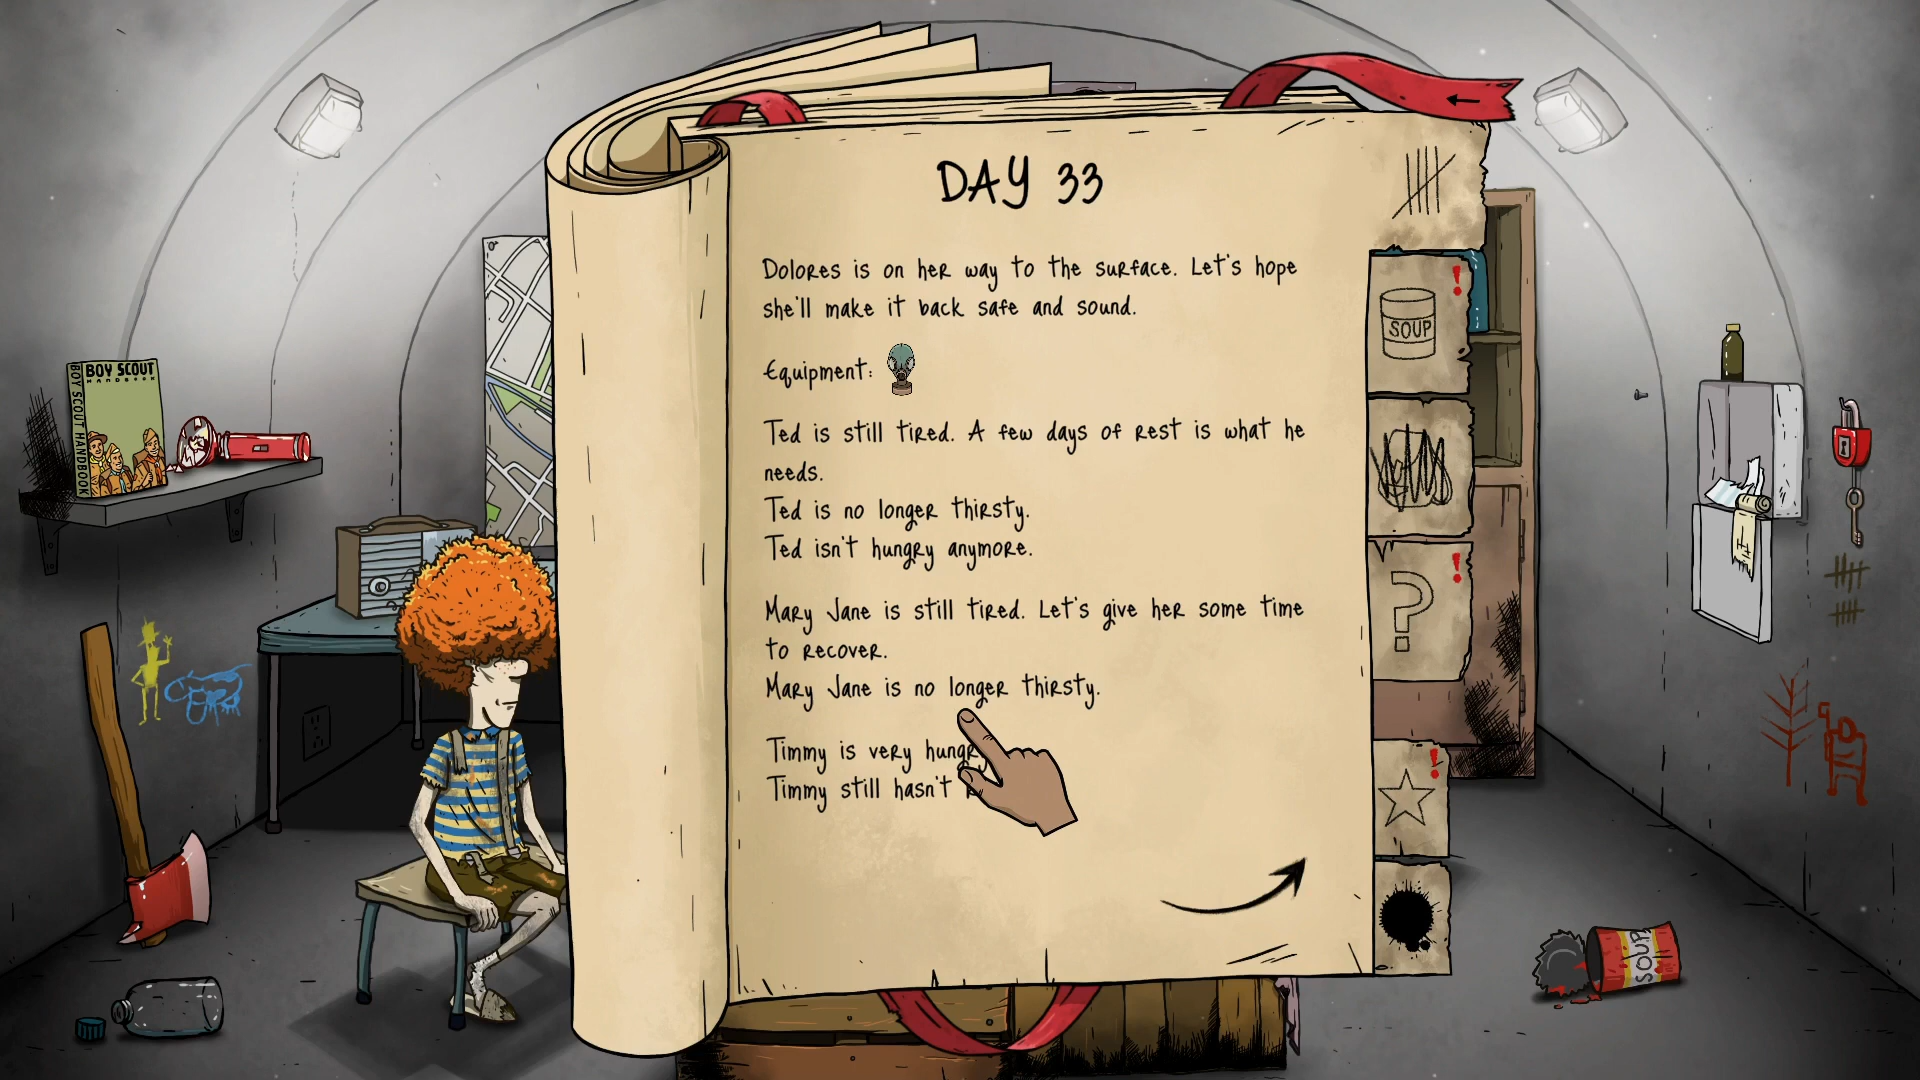 DAY 33
Dolores is on her way to the surface. Let's hope
she'll make it back safe and sound.
Equipment:
Ted is still tired. A few days of rest is what he
needs.
Ted is no longer thirsty.
Ted isn't hungry anymore.
Mary Jane is still tired. Let's give her some time
to recover.
Mary Jane is no longer thirsty.
Timmy is very
Timmy still hasn't
BOY SCOUT
HANDBOOK
BOY SCOUT HANDBOOK
SOUP
SOUP